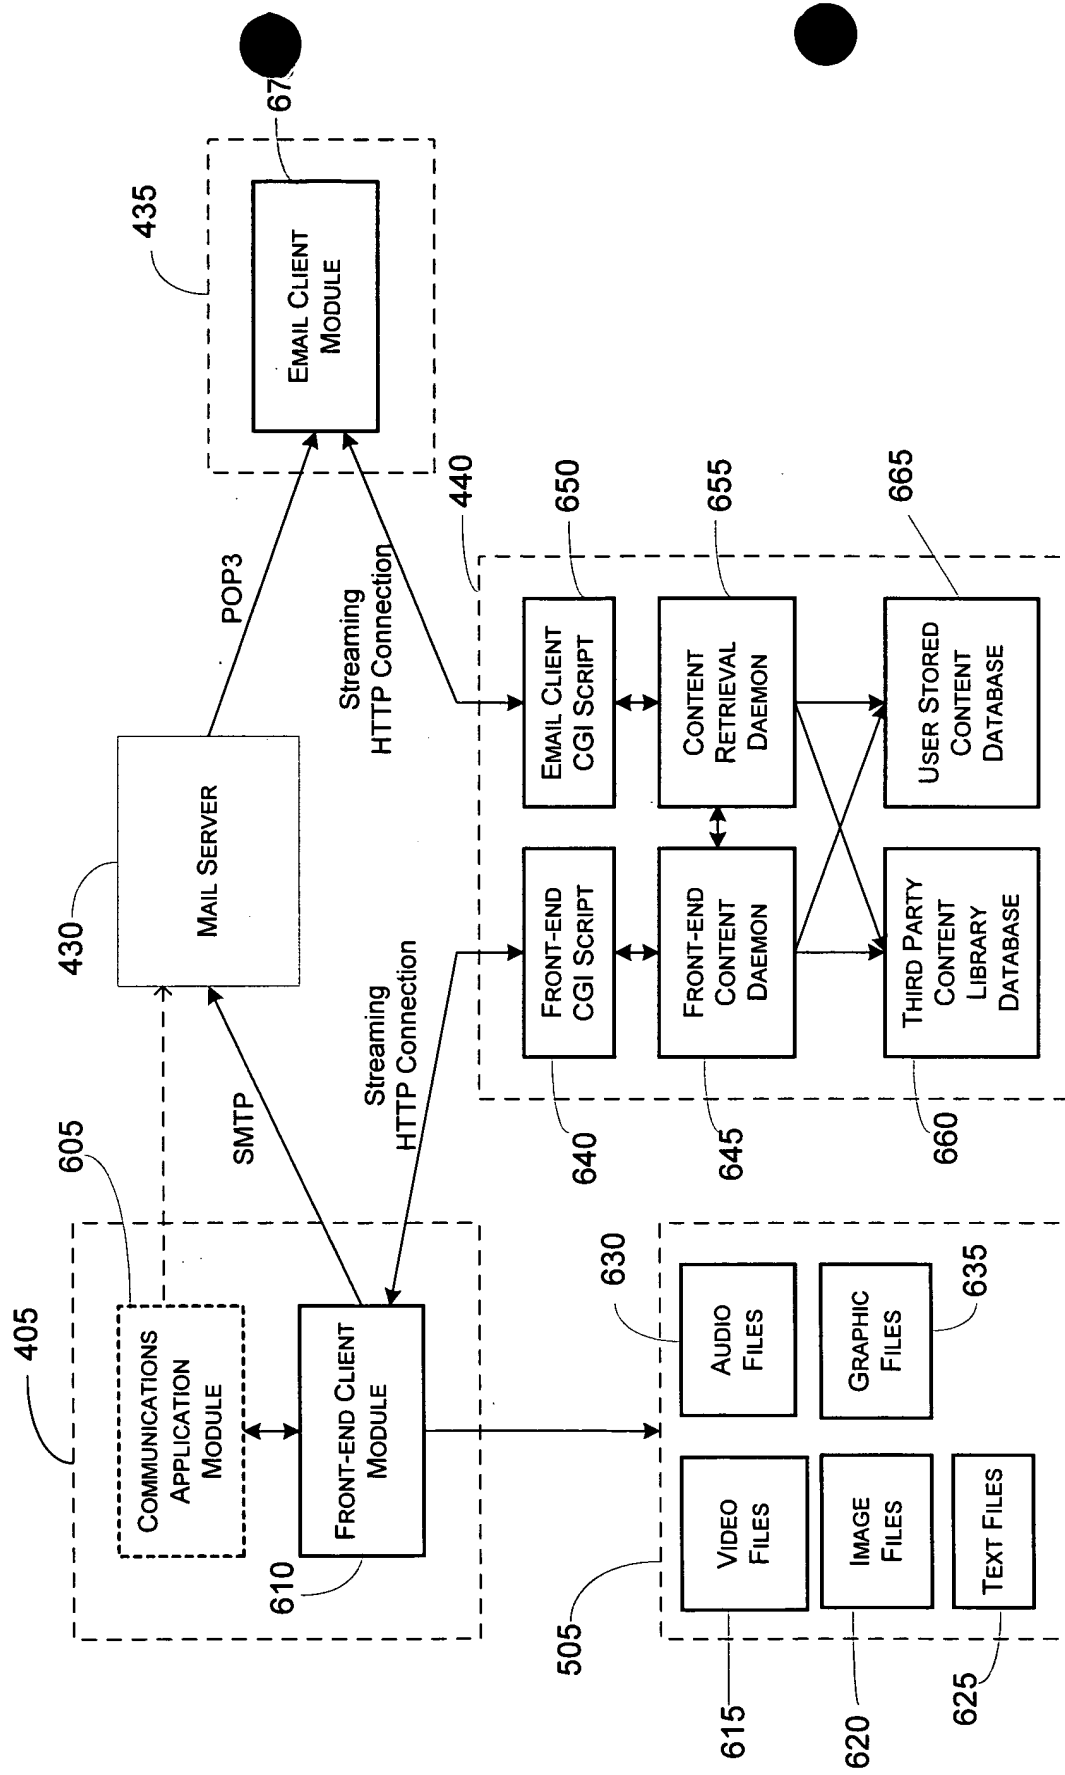 405
605
COMMUNICATIONS
APPLICATION
MODULE
FRONT-END CLIENT
MODULE
610
SMTP
430
MAIL SERVER
POP3
435
EMAIL CLIENT
MODULE
67
Streaming
HTTP Connection
Streaming
HTTP Connection
440
505
VIDEO
FILES
615
AUDIO
FILES
630
IMAGE
FILES
620
GRAPHIC
FILES
635
TEXT FILES
625
FRONT-END
CGI SCRIPT
640
EMAIL CLIENT
CGI SCRIPT
650
FRONT-END
CONTENT
DAEMON
645
CONTENT
RETRIEVAL
DAEMON
655
THIRD PARTY
CONTENT
LIBRARY
DATABASE
660
USER STORED
CONTENT
DATABASE
665